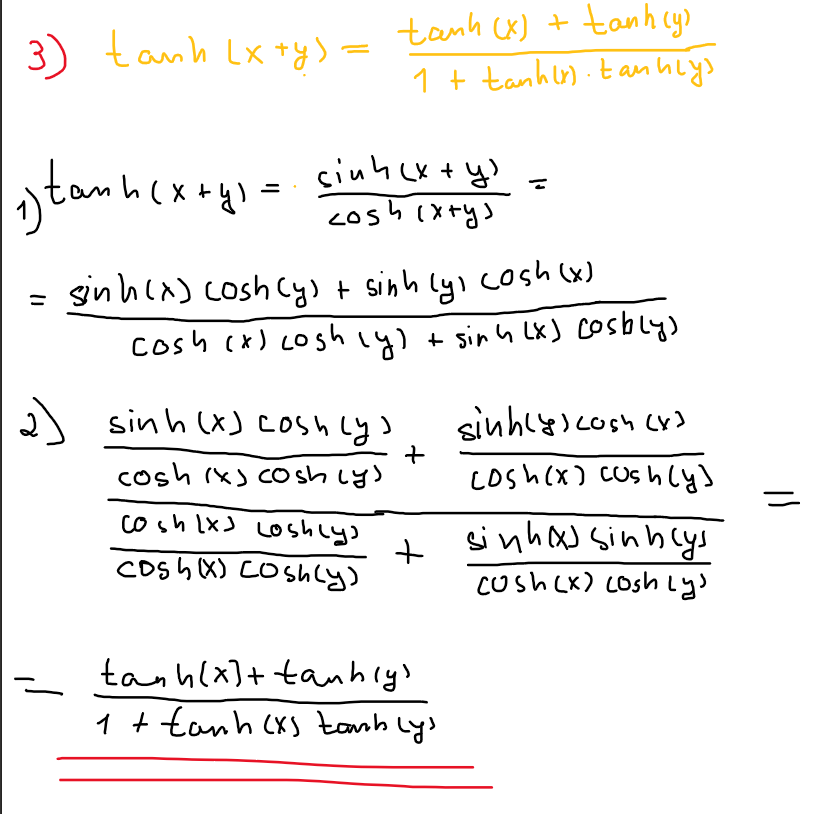 3) tanh(x+y) = \frac{tanh(x) + tanh(y)}{1 + tanh(x) \cdot tanh(y)}
1) tanh(x+y) = \frac{sinh(x+y)}{cosh(x+y)} =
= \frac{sinh(x) cosh(y) + sinh(y) cosh(x)}{cosh(x) cosh(y) + sinh(x) cosh(y)}
2) \frac{\frac{sinh(x) cosh(y)}{cosh(x) cosh(y)} + \frac{sinh(y) cosh(x)}{cosh(x) cosh(y)}}{\frac{cosh(x) cosh(y)}{cosh(x) cosh(y)} + \frac{sinh(x) sinh(y)}{cosh(x) cosh(y)}} =
= \frac{tanh(x) + tanh(y)}{1 + tanh(x) tanh(y)}